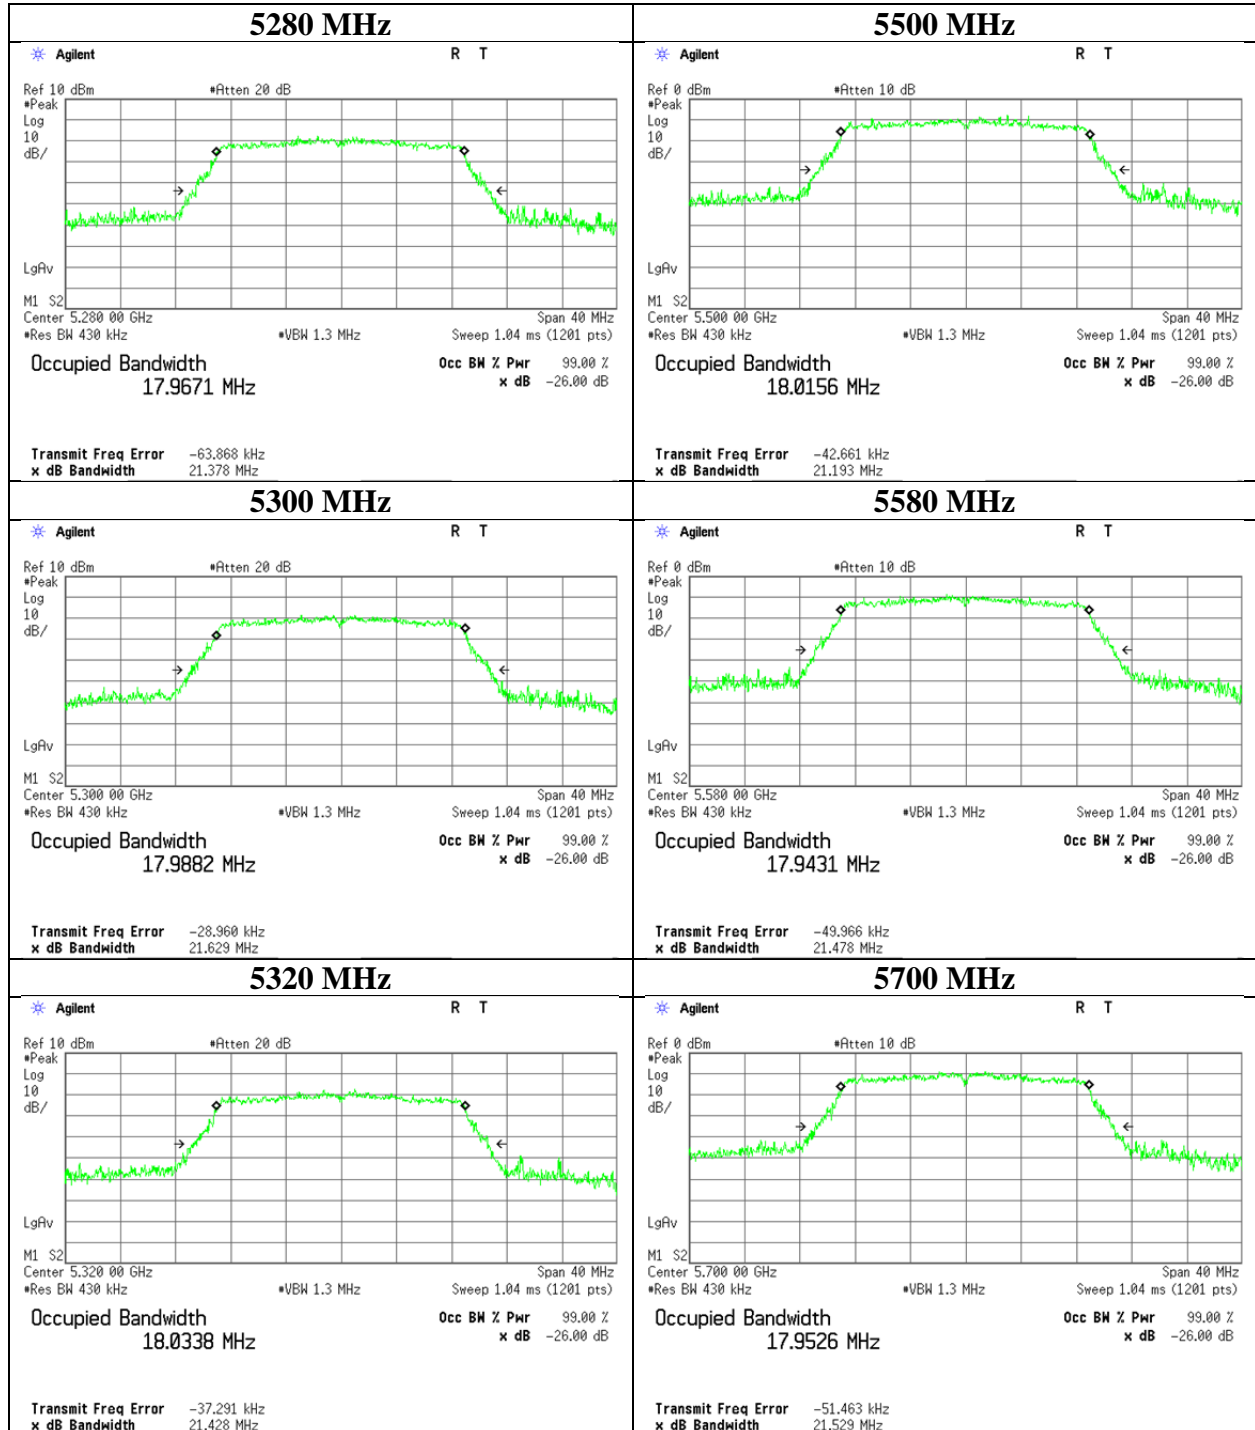 5280 MHz
Agilent
R T
Ref 10 dBm #Atten 20 dB
#Peak
Log
10
dB/
LgAv
M1 S2
Center 5.280 00 GHz Span 40 MHz
#Res BW 430 kHz #VBW 1.3 MHz Sweep 1.04 ms (1201 pts)
Occupied Bandwidth Occ BW % Pwr 99.00 %
17.9671 MHz x dB -26.00 dB
Transmit Freq Error -63.868 kHz
x dB Bandwidth 21.378 MHz
5500 MHz
Agilent
R T
Ref 0 dBm #Atten 10 dB
#Peak
Log
10
dB/
LgAv
M1 S2
Center 5.500 00 GHz Span 40 MHz
#Res BW 430 kHz #VBW 1.3 MHz Sweep 1.04 ms (1201 pts)
Occupied Bandwidth Occ BW % Pwr 99.00 %
18.0156 MHz x dB -26.00 dB
Transmit Freq Error -42.661 kHz
x dB Bandwidth 21.193 MHz
5300 MHz
Agilent
R T
Ref 10 dBm #Atten 20 dB
#Peak
Log
10
dB/
LgAv
M1 S2
Center 5.300 00 GHz Span 40 MHz
#Res BW 430 kHz #VBW 1.3 MHz Sweep 1.04 ms (1201 pts)
Occupied Bandwidth Occ BW % Pwr 99.00 %
17.9882 MHz x dB -26.00 dB
Transmit Freq Error -28.960 kHz
x dB Bandwidth 21.629 MHz
5580 MHz
Agilent
R T
Ref 0 dBm #Atten 10 dB
#Peak
Log
10
dB/
LgAv
M1 S2
Center 5.580 00 GHz Span 40 MHz
#Res BW 430 kHz #VBW 1.3 MHz Sweep 1.04 ms (1201 pts)
Occupied Bandwidth Occ BW % Pwr 99.00 %
17.9431 MHz x dB -26.00 dB
Transmit Freq Error -49.966 kHz
x dB Bandwidth 21.478 MHz
5320 MHz
Agilent
R T
Ref 10 dBm #Atten 20 dB
#Peak
Log
10
dB/
LgAv
M1 S2
Center 5.320 00 GHz Span 40 MHz
#Res BW 430 kHz #VBW 1.3 MHz Sweep 1.04 ms (1201 pts)
Occupied Bandwidth Occ BW % Pwr 99.00 %
18.0338 MHz x dB -26.00 dB
Transmit Freq Error -37.291 kHz
x dB Bandwidth 21.428 MHz
5700 MHz
Agilent
R T
Ref 0 dBm #Atten 10 dB
#Peak
Log
10
dB/
LgAv
M1 S2
Center 5.700 00 GHz Span 40 MHz
#Res BW 430 kHz #VBW 1.3 MHz Sweep 1.04 ms (1201 pts)
Occupied Bandwidth Occ BW % Pwr 99.00 %
17.9526 MHz x dB -26.00 dB
Transmit Freq Error -51.463 kHz
x dB Bandwidth 21.529 MHz